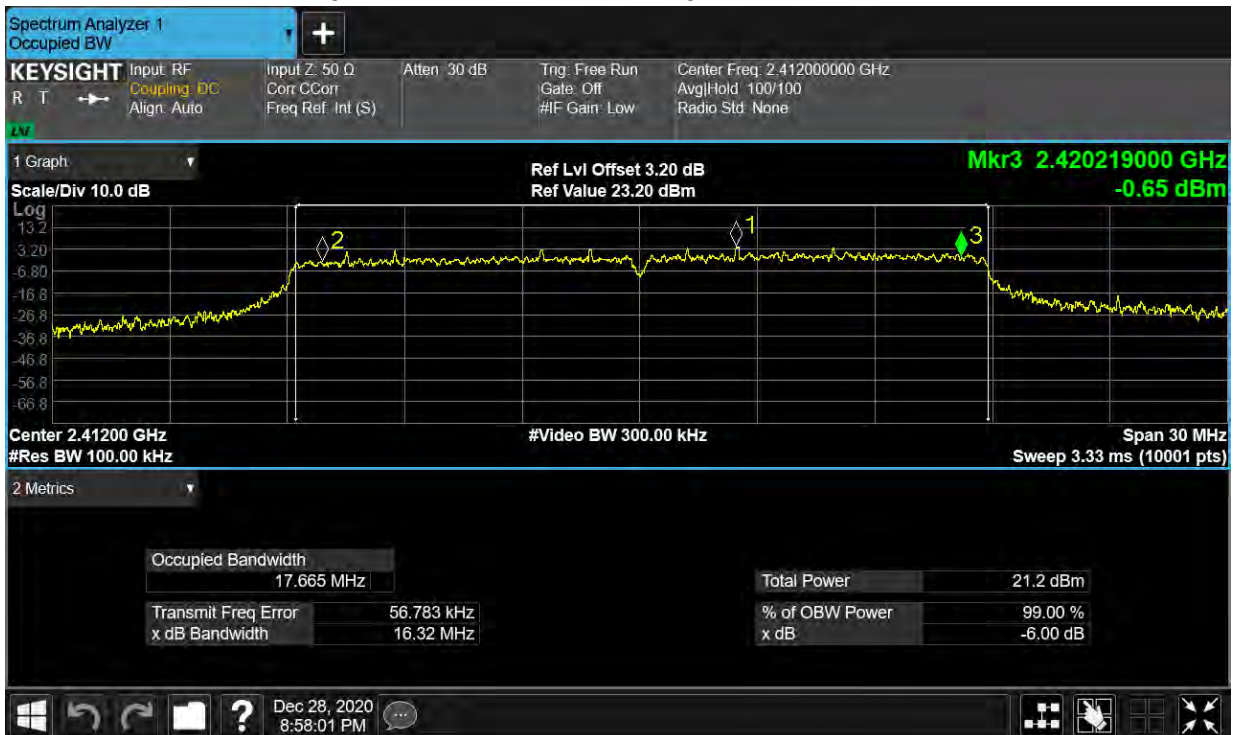 Spectrum Analyzer 1
Occupied BW
+
KEYSIGHT Input: RF Input Z: 50 Ω Atten: 30 dB Trig: Free Run Center Freq: 2.412000000 GHz
R T Coupling: DC Corr CCorr Gate: Off Avg|Hold: 100/100
Align: Auto Freq Ref: Int (S) #IF Gain: Low Radio Std: None
LXI
1 Graph Ref Lvl Offset 3.20 dB Mkr3 2.420219000 GHz
Scale/Div 10.0 dB Ref Value 23.20 dBm -0.65 dBm
Log
13.2
3.20
-6.80
-16.8
-26.8
-36.8
-46.8
-56.8
-66.8
2
1
3
Center 2.41200 GHz #Video BW 300.00 kHz Span 30 MHz
#Res BW 100.00 kHz Sweep 3.33 ms (10001 pts)
2 Metrics
Occupied Bandwidth
17.665 MHz Total Power 21.2 dBm
Transmit Freq Error 56.783 kHz % of OBW Power 99.00 %
x dB Bandwidth 16.32 MHz x dB -6.00 dB
? Dec 28, 2020
8:58:01 PM